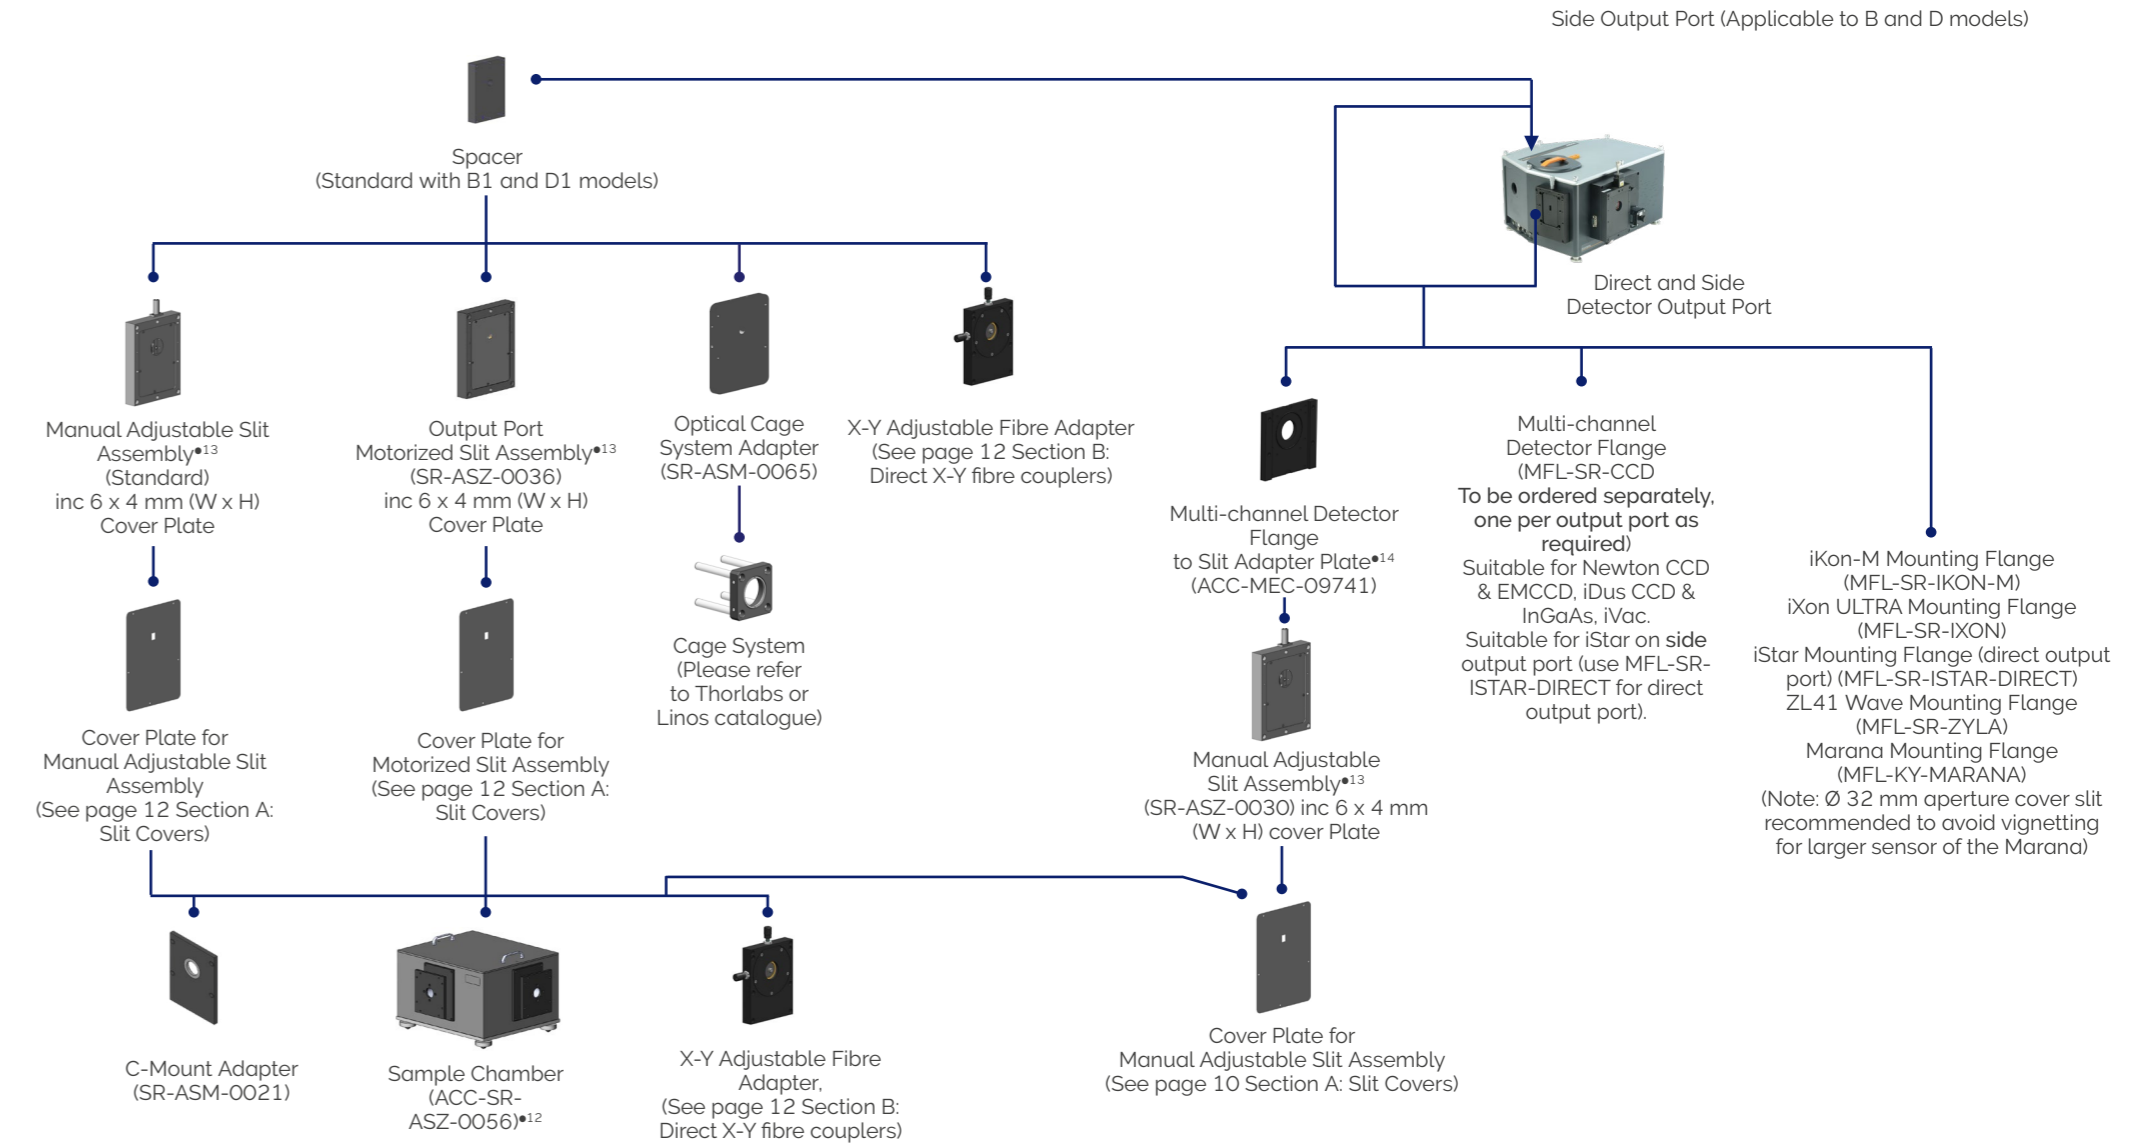 Side Output Port (Applicable to B and D models)
Spacer
(Standard with B1 and D1 models)
Direct and Side
Detector Output Port
Manual Adjustable Slit
Assembly●13
(Standard)
inc 6 x 4 mm (W x H)
Cover Plate
Output Port
Motorized Slit Assembly●13
(SR-ASZ-0036)
inc 6 x 4 mm (W x H)
Cover Plate
Optical Cage
System Adapter
(SR-ASM-0065)
X-Y Adjustable Fibre Adapter
(See page 12 Section B:
Direct X-Y fibre couplers)
Multi-channel Detector
Flange
to Slit Adapter Plate●14
(ACC-MEC-09741)
Multi-channel
Detector Flange
(MFL-SR-CCD
To be ordered separately,
one per output port as
required)
Suitable for Newton CCD
& EMCCD, iDus CCD &
InGaAs, iVac.
Suitable for iStar on side
output port (use MFL-SR-
ISTAR-DIRECT for direct
output port).
iKon-M Mounting Flange
(MFL-SR-IKON-M)
iXon ULTRA Mounting Flange
(MFL-SR-IXON)
iStar Mounting Flange (direct output
port) (MFL-SR-ISTAR-DIRECT)
ZL41 Wave Mounting Flange
(MFL-SR-ZYLA)
Marana Mounting Flange
(MFL-KY-MARANA)
(Note: Ø 32 mm aperture cover slit
recommended to avoid vignetting
for larger sensor of the Marana)
Cage System
(Please refer
to Thorlabs or
Linos catalogue)
Cover Plate for
Manual Adjustable Slit
Assembly
(See page 12 Section A:
Slit Covers)
Cover Plate for
Motorized Slit Assembly
(See page 12 Section A:
Slit Covers)
Manual Adjustable
Slit Assembly●13
(SR-ASZ-0030) inc 6 x 4 mm
(W x H) cover Plate
C-Mount Adapter
(SR-ASM-0021)
Sample Chamber
(ACC-SR-
ASZ-0056)●12
X-Y Adjustable Fibre
Adapter,
(See page 12 Section B:
Direct X-Y fibre couplers)
Cover Plate for
Manual Adjustable Slit Assembly
(See page 10 Section A: Slit Covers)